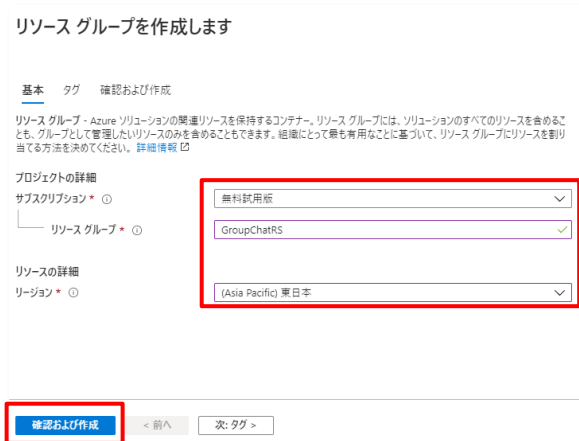 リソース グループを作成します
基本 タグ 確認および作成
リソース グループ - Azure ソリューションの関連リソースを保持するコンテナー。リソース グループには、ソリューションのすべてのリソースを含めるこ
とも、グループとして管理したいリソースのみを含めることもできます。組織にとって最も有用なことに基づいて、リソース グループにリソースを割り
当てる方法を決めてください。 詳細情報
プロジェクトの詳細
サブスクリプション * 無料試用版
リソース グループ * GroupChatRS
リソースの詳細
リージョン * (Asia Pacific) 東日本
確認および作成 < 前へ 次: タグ >